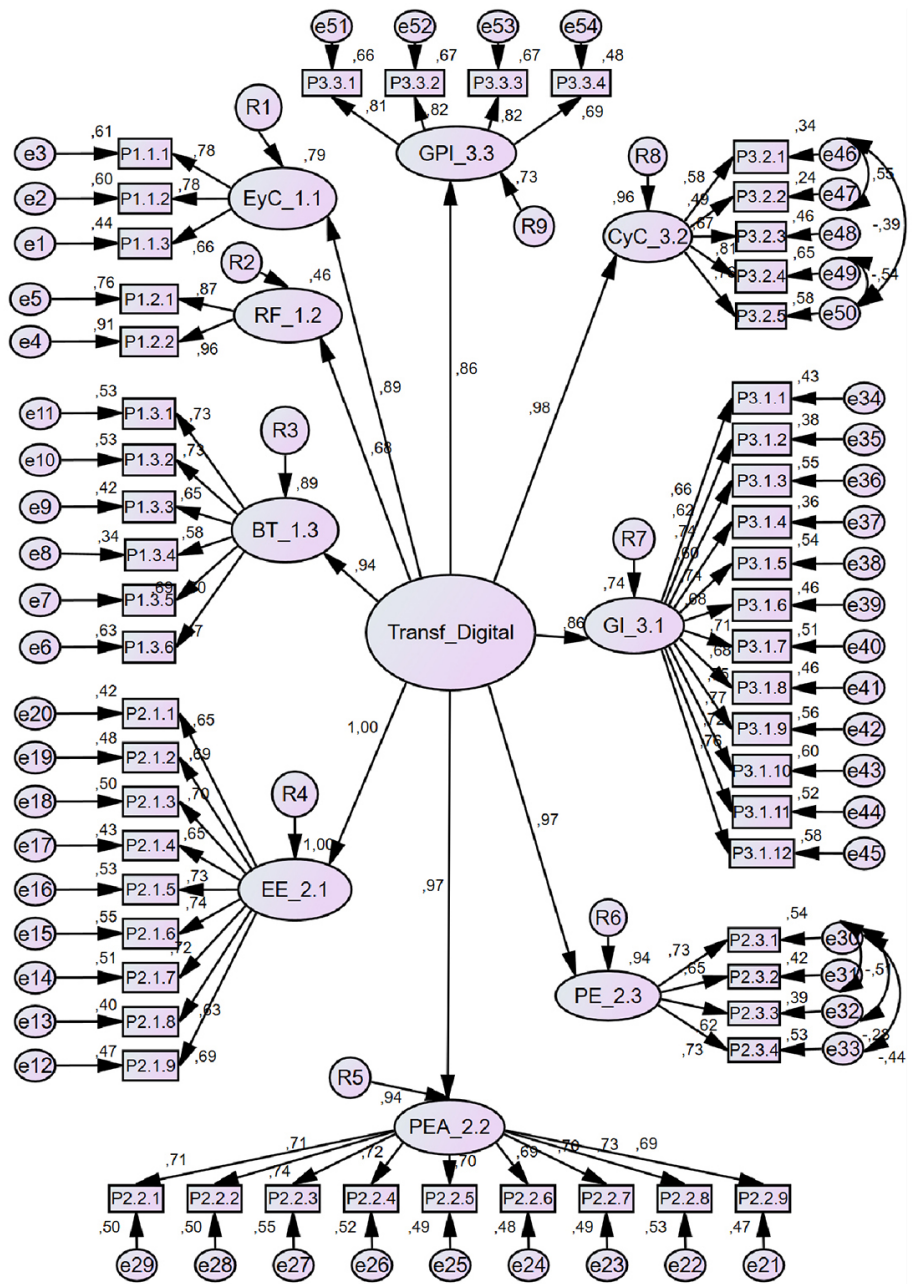 e51 e52 e53 e54
,66 ,67 ,67 ,48
P3.3.1 P3.3.2 P3.3.3 P3.3.4
,81 ,82 ,82 ,69
GPI_3.3
,73
R9
R1
,79
EyC_1.1
e3 ,61 P1.1.1 ,78
e2 ,60 P1.1.2 ,78
e1 ,44 P1.1.3 ,66
R2
,46
RF_1.2
e5 ,76 P1.2.1 ,87
e4 ,91 P1.2.2 ,96
R8
,96
CyC_3.2
,58 P3.2.1 ,34 e46
,49 P3.2.2 ,24 e47
,67 P3.2.3 ,46 e48
,81 P3.2.4 ,65 e49
P3.2.5 ,58 e50
,55
-,39
-,54
,86
,89
,68
,98
R3
,89
BT_1.3
,94
e11 ,53 P1.3.1 ,73
e10 ,53 P1.3.2 ,73
e9 ,42 P1.3.3 ,65
e8 ,34 P1.3.4 ,58
e7 P1.3.5
e6 ,63 P1.3.6
Transf_Digital
R7
,74
GI_3.1
,86
,66 P3.1.1 ,43 e34
,62 P3.1.2 ,38 e35
,74 P3.1.3 ,55 e36
,60 P3.1.4 ,36 e37
,74 P3.1.5 ,54 e38
,68 P3.1.6 ,46 e39
,71 P3.1.7 ,51 e40
,68 P3.1.8 ,46 e41
P3.1.9 ,56 e42
,77 P3.1.10 ,60 e43
,72 P3.1.11 ,52 e44
,76 P3.1.12 ,58 e45
1,00
,97
,97
R4
1,00
EE_2.1
e20 ,42 P2.1.1 ,65
e19 ,48 P2.1.2 ,69
e18 ,50 P2.1.3 ,70
e17 ,43 P2.1.4 ,65
e16 ,53 P2.1.5 ,73
e15 ,55 P2.1.6 ,74
e14 ,51 P2.1.7 ,72
e13 ,40 P2.1.8 ,63
e12 ,47 P2.1.9 ,69
R6
,94
PE_2.3
,73 P2.3.1 ,54 e30
,65 P2.3.2 ,42 e31
,62 P2.3.3 ,39 e32
,73 P2.3.4 ,53 e33
-,28
-,44
R5
,94
PEA_2.2
,71 ,71 ,74 ,72 ,70 ,69 ,70 ,73 ,69
P2.2.1 P2.2.2 P2.2.3 P2.2.4 P2.2.5 P2.2.6 P2.2.7 P2.2.8 P2.2.9
,50 ,50 ,55 ,52 ,49 ,48 ,49 ,53 ,47
e29 e28 e27 e26 e25 e24 e23 e22 e21